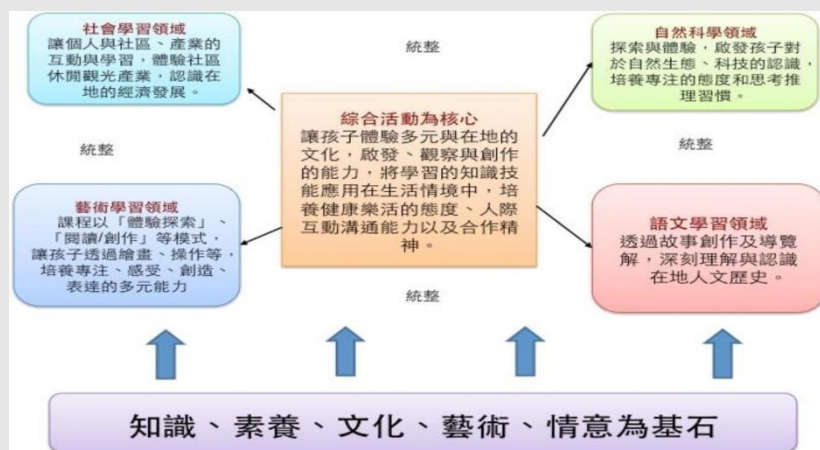 社會學習領域
讓個人與社區、產業的
互動與學習，體驗社區
休閒觀光產業，認識在
地的經濟發展。
統整
自然科學領域
探索與體驗，啟發孩子對
於自然生態、科技的認識，
培養專注的態度和思考推
理習慣。
綜合活動為核心
讓孩子體驗多元與在地的
文化，啟發、觀察與創作
的能力，將學習的知識技
能應用在生活情境中，培
養健康樂活的態度、人際
互動溝通能力以及合作精
神。
統整
統整
藝術學習領域
課程以「體驗探索」、
「閱讀/創作」等模式，
讓孩子透過繪畫、操作等，
培養專注、感受、創造、
表達的多元能力
語文學習領域
透過故事創作及導覽
解，深刻理解與認識
在地人文歷史。
統整
知識、素養、文化、藝術、情意為基石